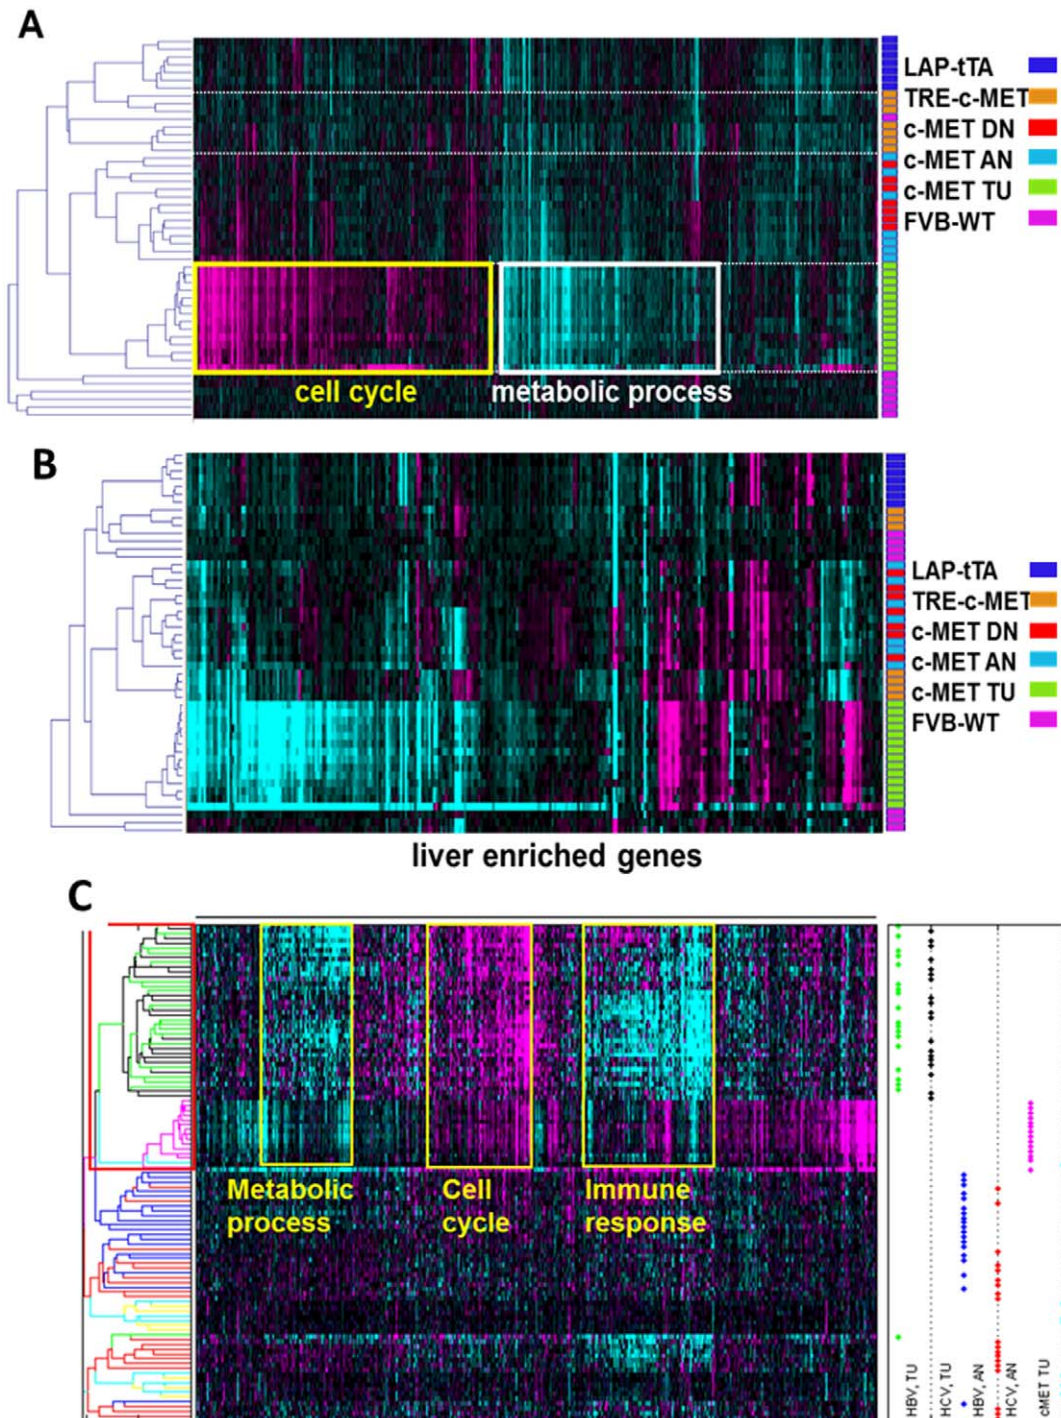 A
LAP-tTA
TRE-c-MET
c-MET DN
c-MET AN
c-MET TU
FVB-WT
cell cycle
metabolic process
B
LAP-tTA
TRE-c-MET
c-MET DN
c-MET AN
c-MET TU
FVB-WT
liver enriched genes
C
Metabolic
process
Cell
cycle
Immune
response
HBV, TU
HCV, TU
HBV, AN
HCV, AN
cMET TU